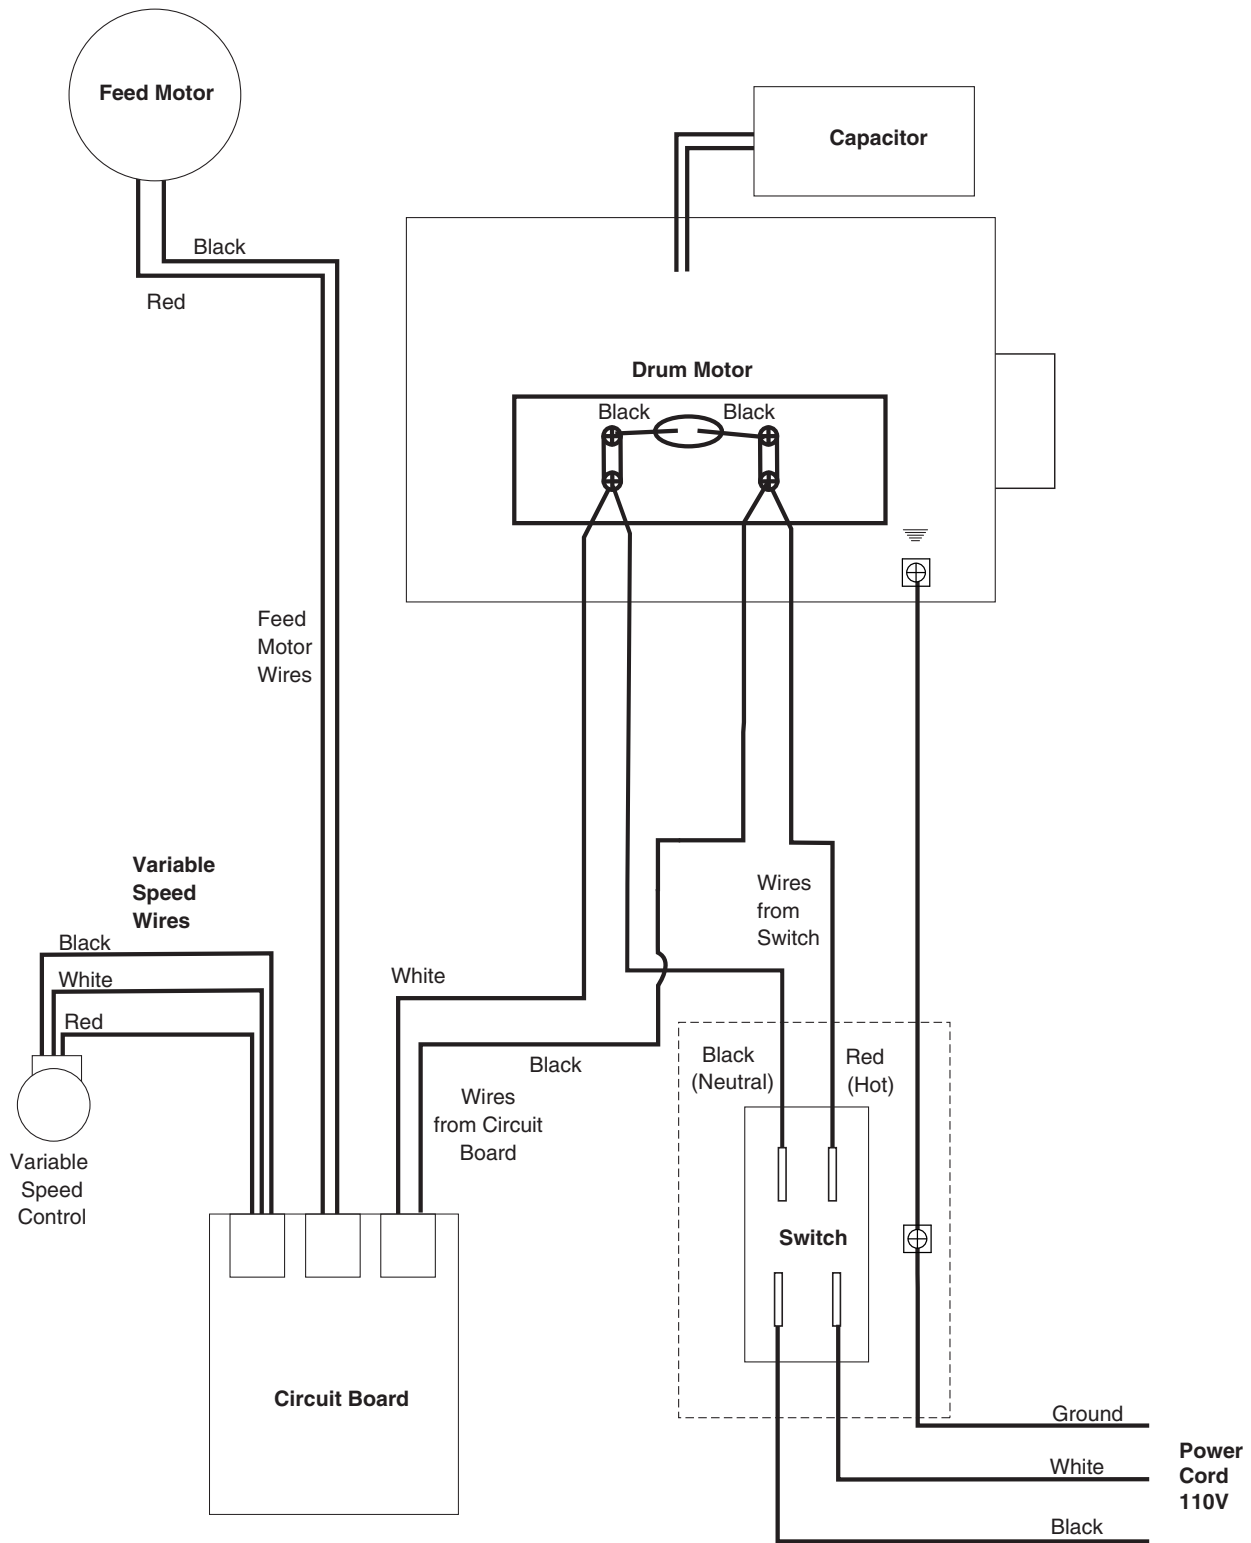 Feed Motor
Capacitor
Black
Red
Drum Motor
Black
Black
Feed
Motor
Wires
Variable
Speed
Wires
Black
White
Red
Variable
Speed
Control
White
Black
Wires
from Circuit
Board
Wires
from
Switch
Black
(Neutral)
Red
(Hot)
Switch
Circuit Board
Ground
White
Black
Power
Cord
110V